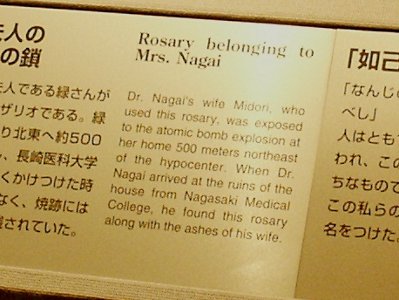 夫人の
の鎖
夫人である緑さんが
ザリオである。緑
り北東へ約500
、長崎医科大学
くかけつけた時
なく、焼跡には
されていた。
Rosary belonging to
Mrs. Nagai
Dr. Nagai's wife Midori, who
used this rosary, was exposed
to the atomic bomb explosion at
her home 500 meters northeast
of the hypocenter. When Dr.
Nagai arrived at the ruins of the
house from Nagasaki Medical
College, he found this rosary
along with the ashes of his wife.
「如己
「なんじの
べし」
人はとも
われ、この
ちなもので
この私らの
名をつけた。